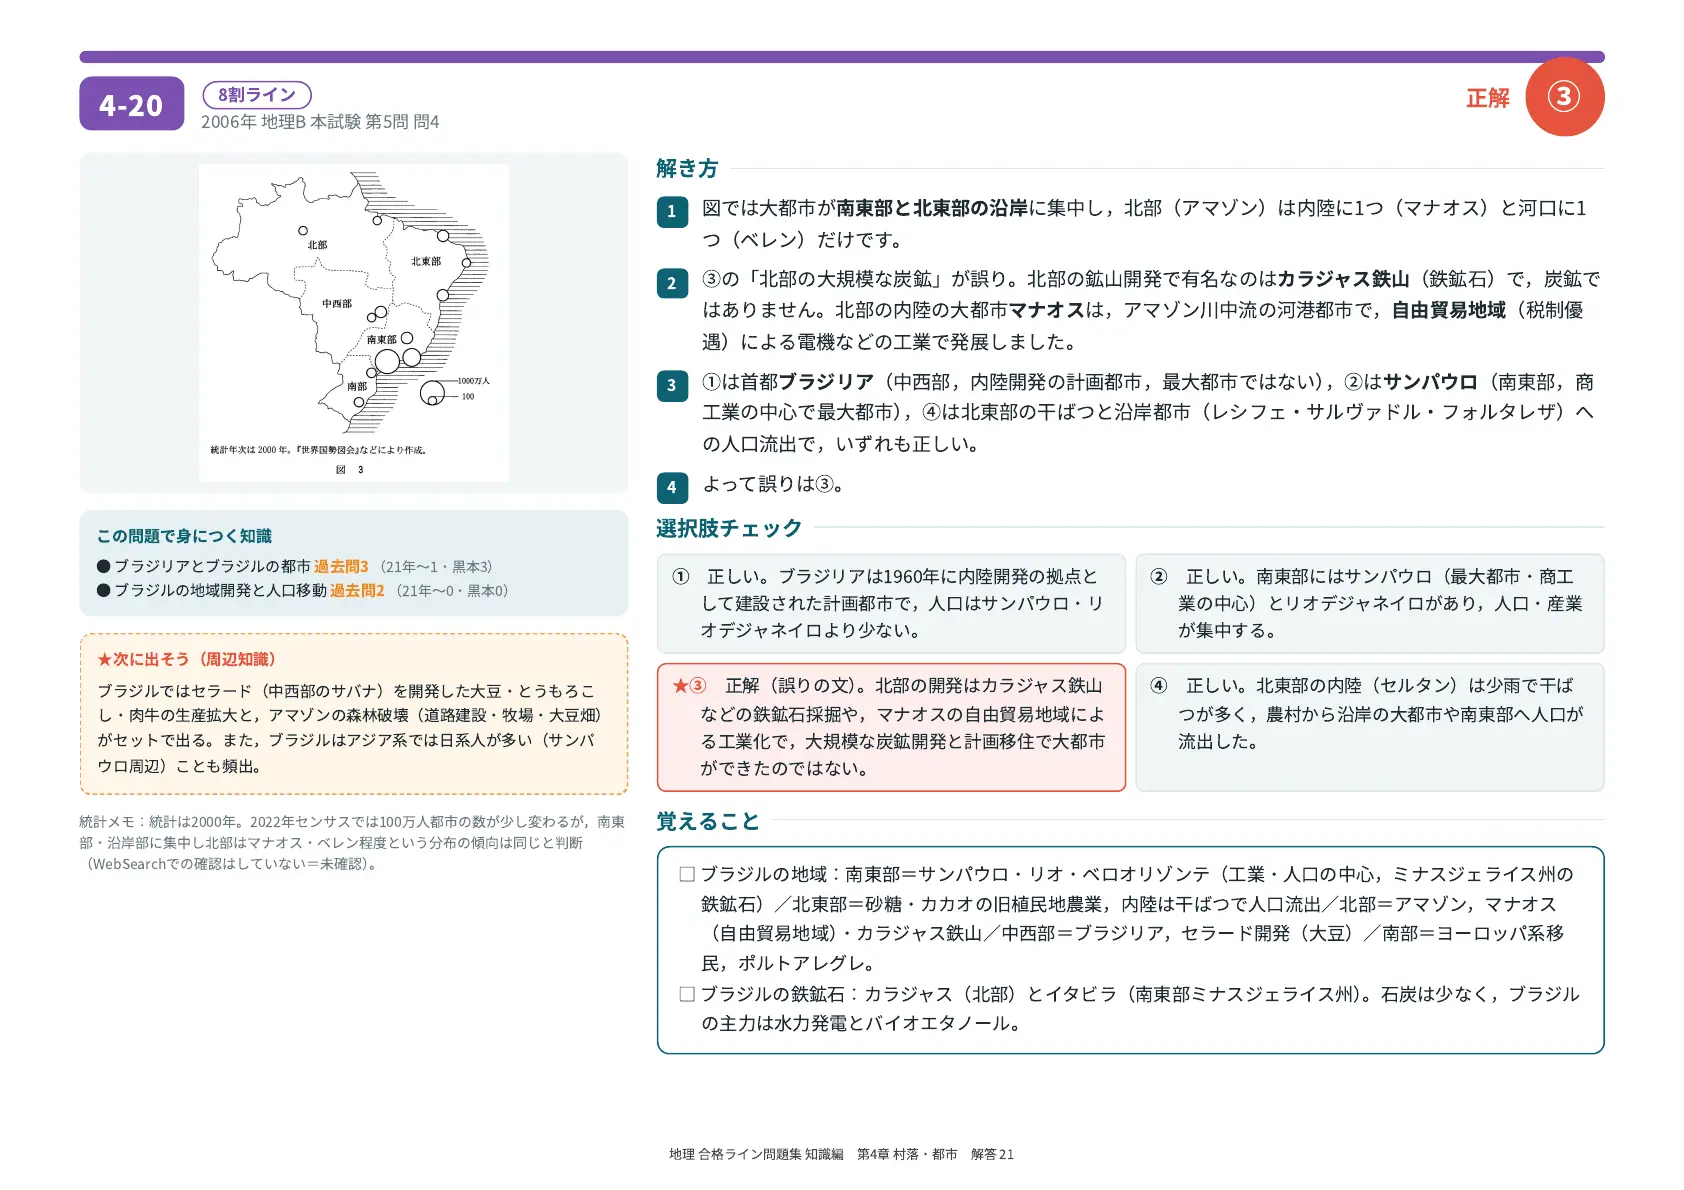 4-20
8割ライン
2006年 地理B 本試験 第5問 問4
正解 ③
北部
北東部
中西部
南東部
南部
1000万人
100
統計年次は 2000 年。『世界国勢図会』などにより作成。
図 3
この問題で身につく知識
● ブラジリアとブラジルの都市 過去問3 （21年〜1・黒本3）
● ブラジルの地域開発と人口移動 過去問2 （21年〜0・黒本0）
★次に出そう（周辺知識）
ブラジルではセラード（中西部のサバナ）を開発した大豆・とうもろこ
し・肉牛の生産拡大と，アマゾンの森林破壊（道路建設・牧場・大豆畑）
がセットで出る。また，ブラジルはアジア系では日系人が多い（サンパ
ウロ周辺）ことも頻出。
統計メモ：統計は2000年。2022年センサスでは100万人都市の数が少し変わるが，南東
部・沿岸部に集中し北部はマナオス・ベレン程度という分布の傾向は同じと判断
（WebSearchでの確認はしていない＝未確認）。
解き方
1 図では大都市が南東部と北東部の沿岸に集中し，北部（アマゾン）は内陸に1つ（マナオス）と河口に1
つ（ベレン）だけです。
2 ③の「北部の大規模な炭鉱」が誤り。北部の鉱山開発で有名なのはカラジャス鉄山（鉄鉱石）で，炭鉱で
はありません。北部の内陸の大都市マナオスは，アマゾン川中流の河港都市で，自由貿易地域（税制優
遇）による電機などの工業で発展しました。
3 ①は首都ブラジリア（中西部，内陸開発の計画都市，最大都市ではない），②はサンパウロ（南東部，商
工業の中心で最大都市），④は北東部の干ばつと沿岸都市（レシフェ・サルヴァドル・フォルタレザ）へ
の人口流出で，いずれも正しい。
4 よって誤りは③。
選択肢チェック
① 正しい。ブラジリアは1960年に内陸開発の拠点と
して建設された計画都市で，人口はサンパウロ・リ
オデジャネイロより少ない。
② 正しい。南東部にはサンパウロ（最大都市・商工
業の中心）とリオデジャネイロがあり，人口・産業
が集中する。
★③ 正解（誤りの文）。北部の開発はカラジャス鉄山
などの鉄鉱石採掘や，マナオスの自由貿易地域によ
る工業化で，大規模な炭鉱開発と計画移住で大都市
ができたのではない。
④ 正しい。北東部の内陸（セルタン）は少雨で干ば
つが多く，農村から沿岸の大都市や南東部へ人口が
流出した。
覚えること
□ ブラジルの地域：南東部＝サンパウロ・リオ・ベロオリゾンテ（工業・人口の中心，ミナスジェライス州の
鉄鉱石）／北東部＝砂糖・カカオの旧植民地農業，内陸は干ばつで人口流出／北部＝アマゾン，マナオス
（自由貿易地域）・カラジャス鉄山／中西部＝ブラジリア，セラード開発（大豆）／南部＝ヨーロッパ系移
民，ポルトアレグレ。
□ ブラジルの鉄鉱石：カラジャス（北部）とイタビラ（南東部ミナスジェライス州）。石炭は少なく，ブラジル
の主力は水力発電とバイオエタノール。
地理 合格ライン問題集 知識編 第4章 村落・都市 解答 21